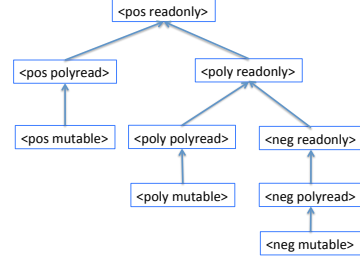 <pos readonly>
<pos polyread>
<poly readonly>
<pos mutable>
<poly polyread>
<neg readonly>
<poly mutable>
<neg polyread>
<neg mutable>